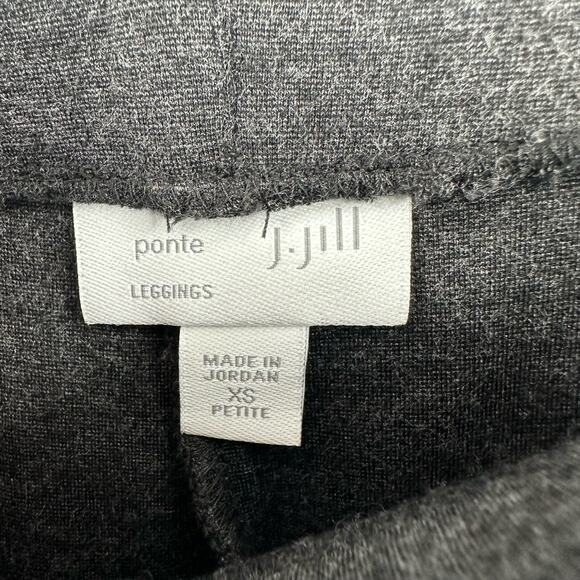 ponte j.jill
LEGGINGS
MADE IN
JORDAN
XS
PETITE